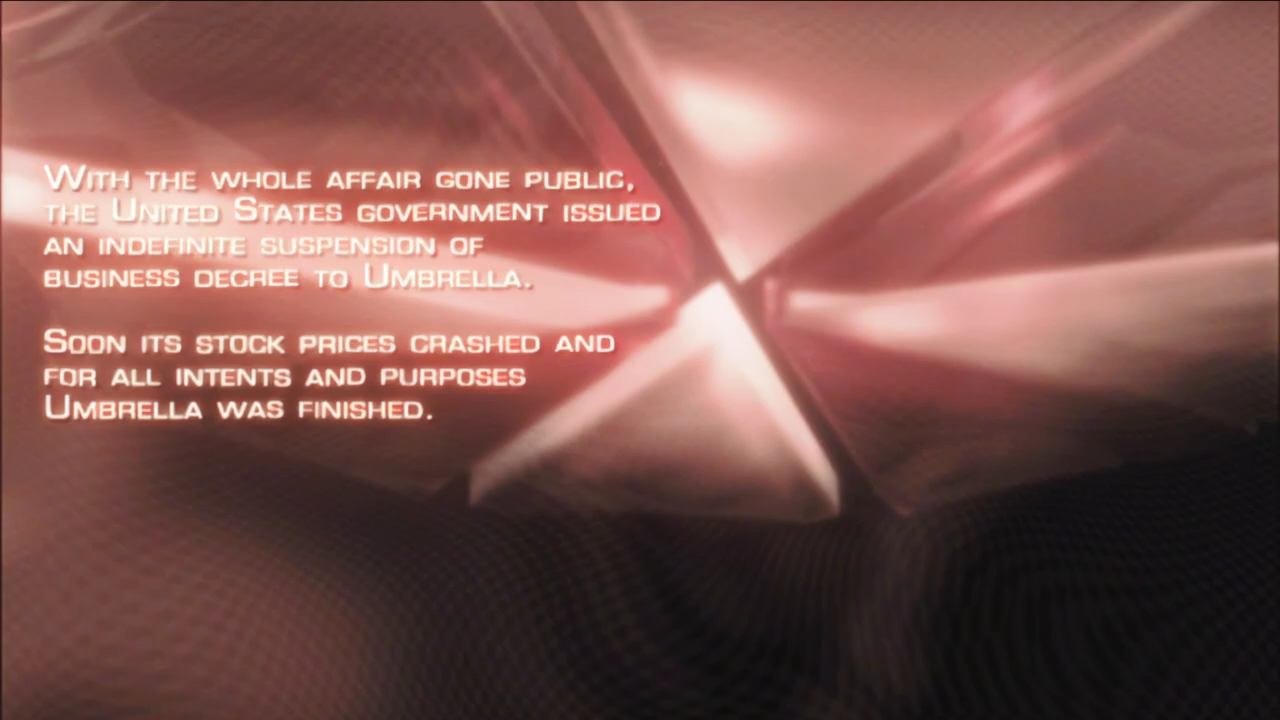 With the whole affair gone public,
the United States government issued
an indefinite suspension of
business decree to Umbrella.
Soon its stock prices crashed and
for all intents and purposes
Umbrella was finished.